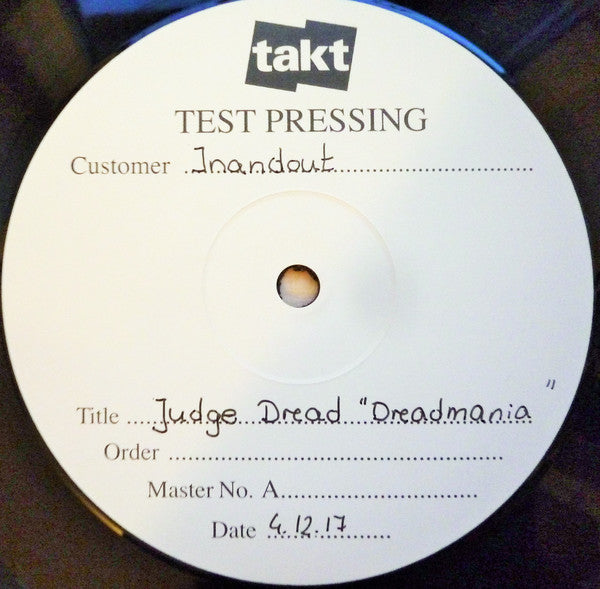 takt
TEST PRESSING
Customer Inandout
Title Judge Dread "Dreadmania"
Order
Master No. A
Date 4.12.17